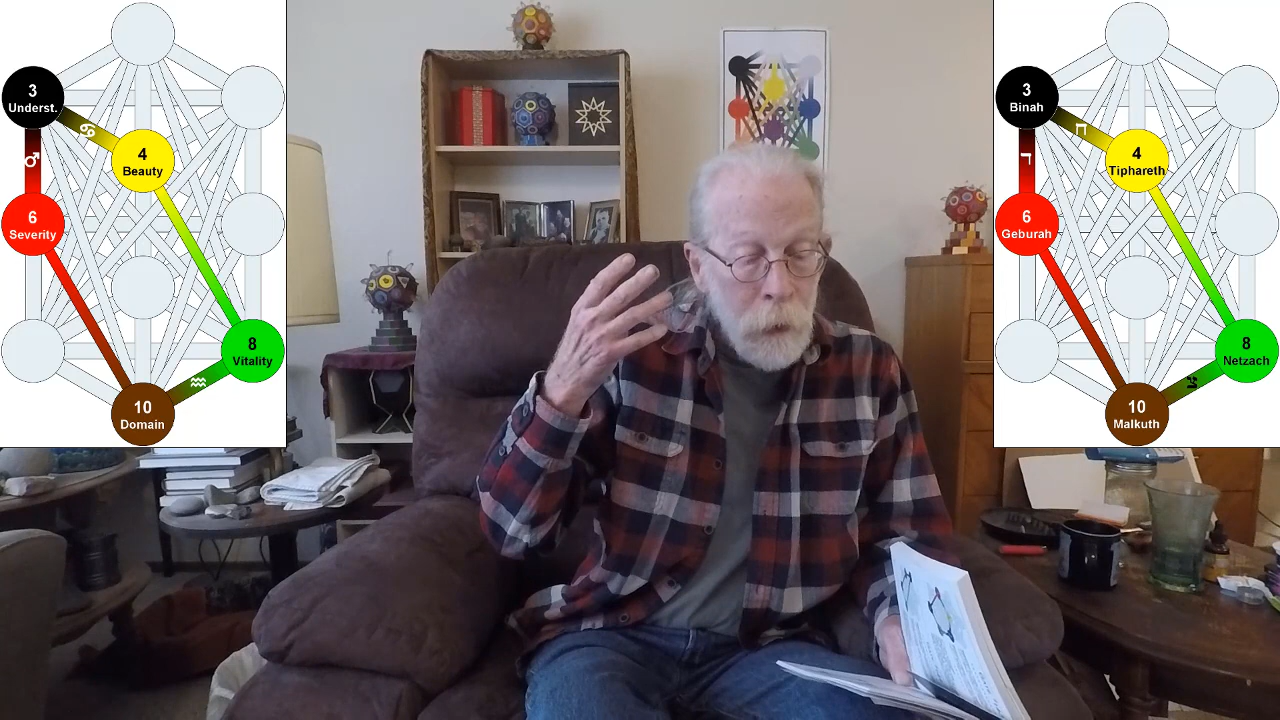 3
Underst.
4
Beauty
6
Severity
8
Vitality
10
Domain
3
Binah
ח
4
Tiphareth
6
Geburah
8
Netzach
10
Malkuth